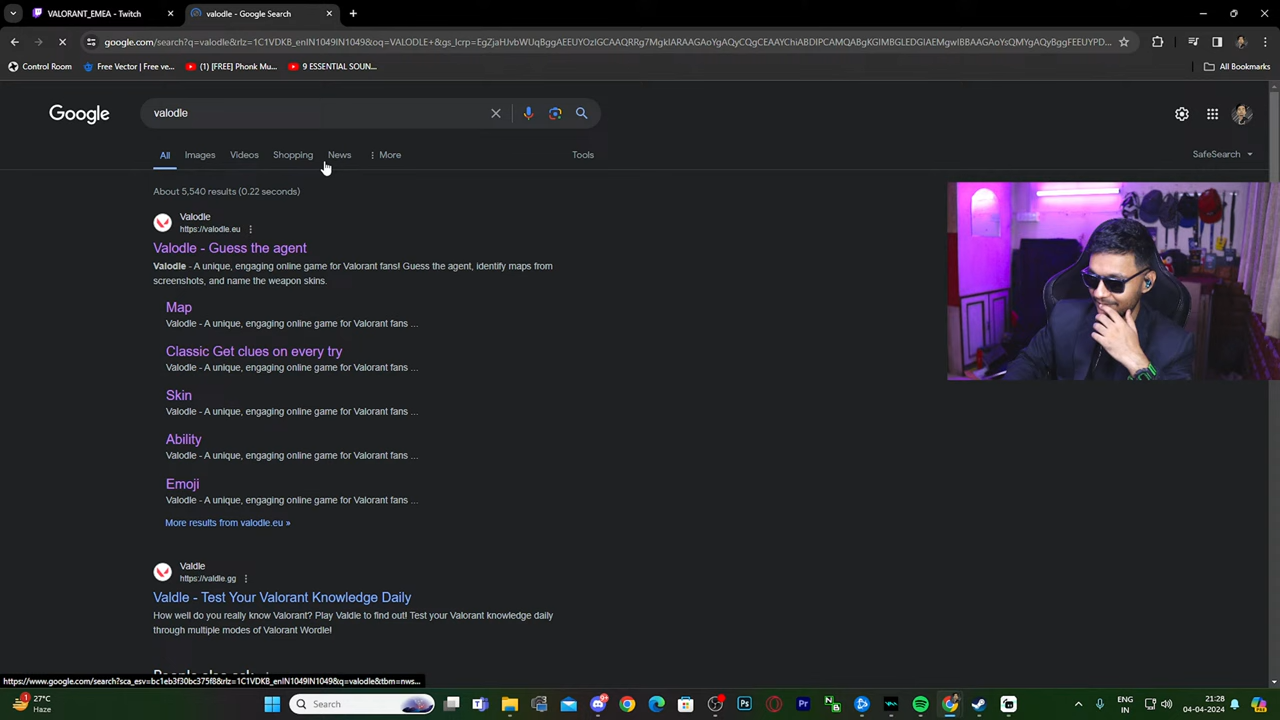 VALORANT_EMEA - Twitch
valodle - Google Search
google.com/search?q=valodle&rlz=1C1VDKB_enIN1049IN1049&oq=VALODLE+&gs_lcrp=
Control Room
Free Vector | Free ve...
(1) [FREE] Phonk Mu...
9 ESSENTIAL SOUN...
All Bookmarks
Google
valodle
All
Images
Videos
Shopping
News
More
Tools
SafeSearch
About 5,540 results (0.22 seconds)
Valodle
https://valodle.eu
Valodle - Guess the agent
Valodle - A unique, engaging online game for Valorant fans! Guess the agent, identify maps from
screenshots, and name the weapon skins.
Map
Valodle - A unique, engaging online game for Valorant fans ...
Classic Get clues on every try
Valodle - A unique, engaging online game for Valorant fans ...
Skin
Valodle - A unique, engaging online game for Valorant fans ...
Ability
Valodle - A unique, engaging online game for Valorant fans ...
Emoji
Valodle - A unique, engaging online game for Valorant fans ...
More results from valodle.eu »
Valdle
https://valdle.gg
Valdle - Test Your Valorant Knowledge Daily
How well do you really know Valorant? Play Valdle to find out! Test your Valorant knowledge daily
through multiple modes of Valorant Wordle!
People also ask
https://www.google.com/search?sca_esv=bc1eb3f30bc375f8&rlz=1C1VDKB_enIN1049IN1049&q=valodle&tbm=nws...
1
27°C
Haze
Search
ENG
IN
21:28
04-04-2024